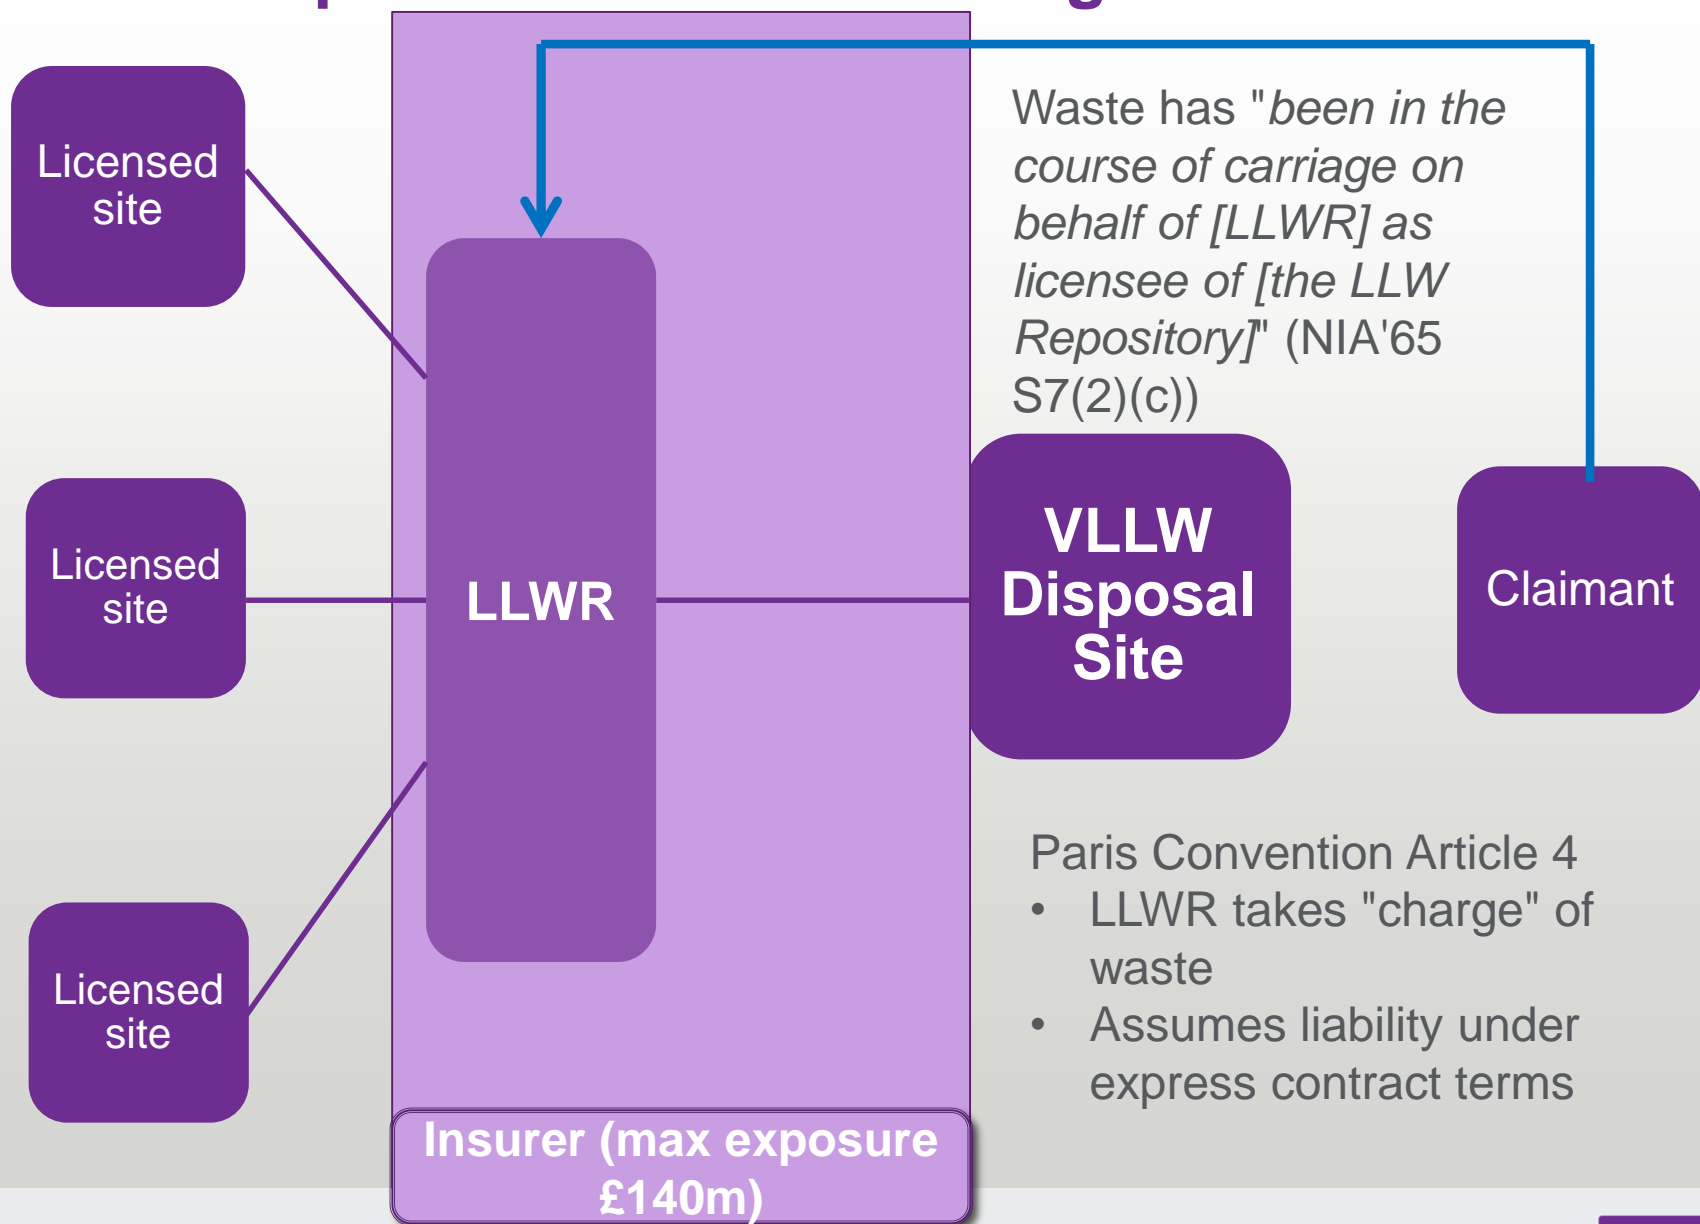 Licensed
site
Waste has "been in the
course of carriage on
behalf of [LLWR] as
licensee of [the LLW
Repository]" (NIA'65
S7(2)(c))
Licensed
site
LLWR
VLLW
Disposal
Site
Claimant
Licensed
site
Paris Convention Article 4
• LLWR takes "charge" of
waste
• Assumes liability under
express contract terms
Insurer (max exposure
£140m)